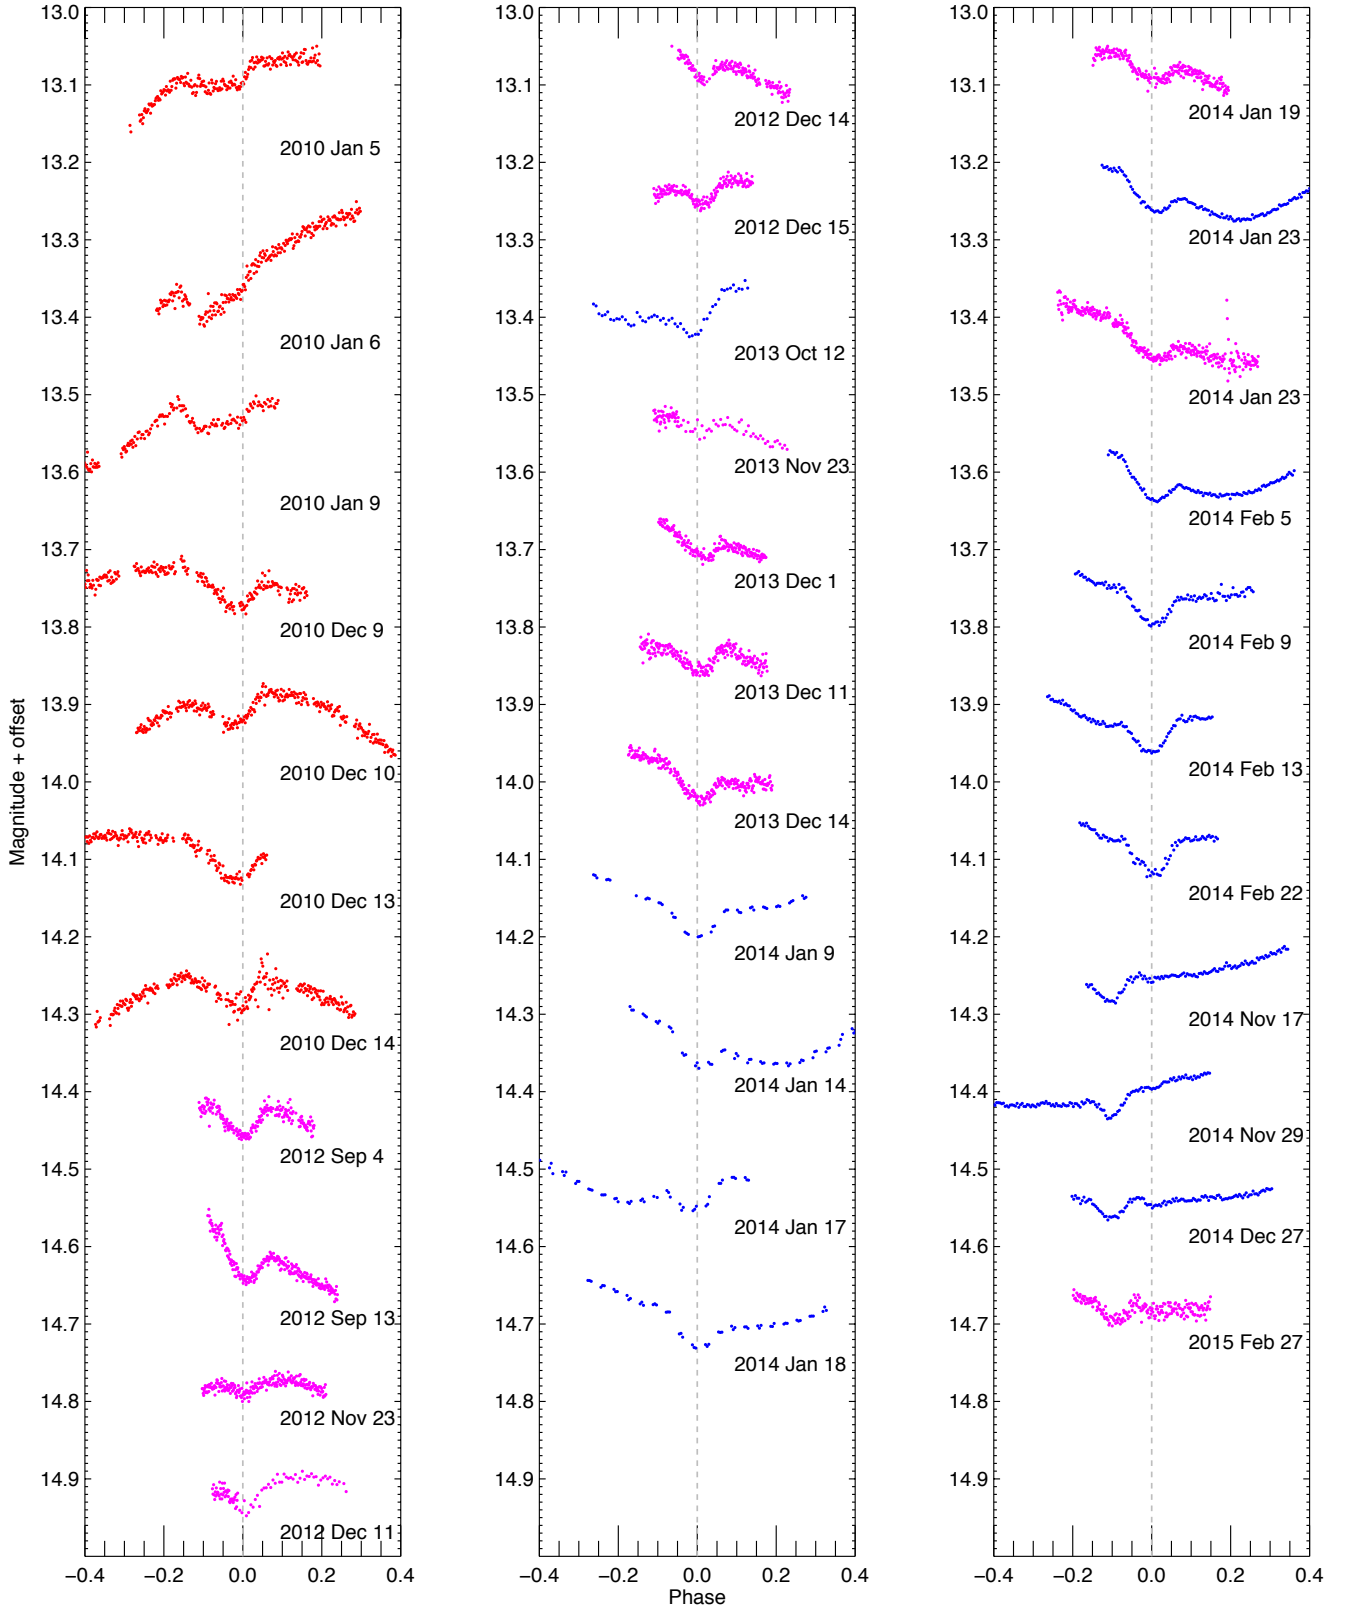 13.0
13.1
13.2
13.3
13.4
13.5
13.6
13.7
13.8
13.9
14.0
14.1
14.2
14.3
14.4
14.5
14.6
14.7
14.8
14.9
Magnitude + offset
2010 Jan 5
2010 Jan 6
2010 Jan 9
2010 Dec 9
2010 Dec 10
2010 Dec 13
2010 Dec 14
2012 Sep 4
2012 Sep 13
2012 Nov 23
2012 Dec 11
−0.4 −0.2 0.0 0.2 0.4
13.0
13.1
13.2
13.3
13.4
13.5
13.6
13.7
13.8
13.9
14.0
14.1
14.2
14.3
14.4
14.5
14.6
14.7
14.8
14.9
2012 Dec 14
2012 Dec 15
2013 Oct 12
2013 Nov 23
2013 Dec 1
2013 Dec 11
2013 Dec 14
2014 Jan 9
2014 Jan 14
2014 Jan 17
2014 Jan 18
−0.4 −0.2 0.0 0.2 0.4
Phase
13.0
13.1
13.2
13.3
13.4
13.5
13.6
13.7
13.8
13.9
14.0
14.1
14.2
14.3
14.4
14.5
14.6
14.7
14.8
14.9
2014 Jan 19
2014 Jan 23
2014 Jan 23
2014 Feb 5
2014 Feb 9
2014 Feb 13
2014 Feb 22
2014 Nov 17
2014 Nov 29
2014 Dec 27
2015 Feb 27
−0.4 −0.2 0.0 0.2 0.4